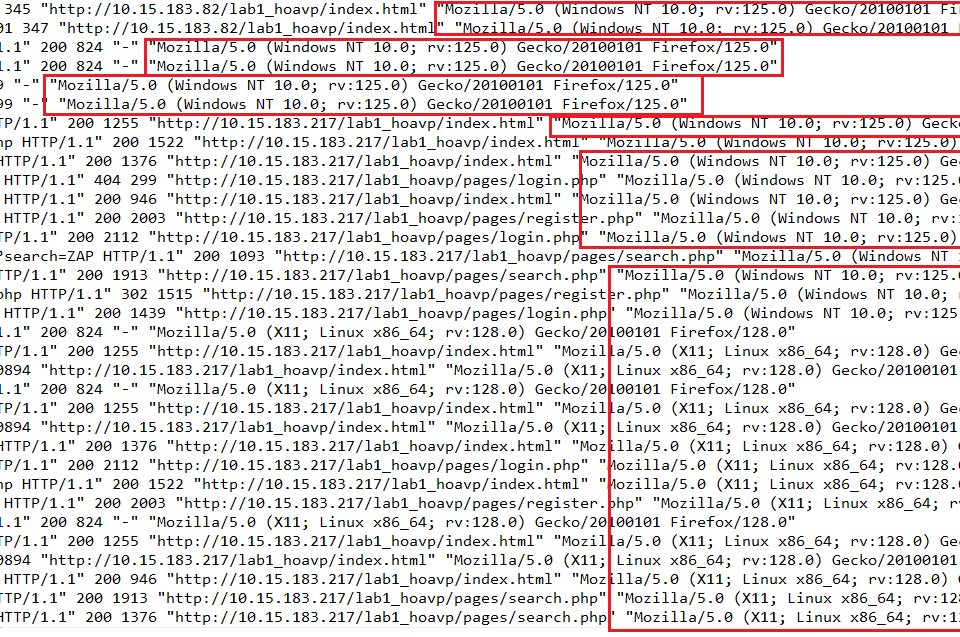 345 "http://10.15.183.82/lab1_hoavp/index.html" "Mozilla/5.0 (Windows NT 10.0; rv:125.0) Gecko/20100101 Fi
01 347 "http://10.15.183.82/lab1_hoavp/index.html" "Mozilla/5.0 (Windows NT 10.0; rv:125.0) Gecko/20100101
1.1" 200 824 "-" "Mozilla/5.0 (Windows NT 10.0; rv:125.0) Gecko/20100101 Firefox/125.0"
1.1" 200 824 "-" "Mozilla/5.0 (Windows NT 10.0; rv:125.0) Gecko/20100101 Firefox/125.0"
9 "-" "Mozilla/5.0 (Windows NT 10.0; rv:125.0) Gecko/20100101 Firefox/125.0"
99 "-" "Mozilla/5.0 (Windows NT 10.0; rv:125.0) Gecko/20100101 Firefox/125.0"
TP/1.1" 200 1255 "http://10.15.183.217/lab1_hoavp/index.html" "Mozilla/5.0 (Windows NT 10.0; rv:125.0) Geck
hp HTTP/1.1" 200 1522 "http://10.15.183.217/lab1_hoavp/index.html" "Mozilla/5.0 (Windows NT 10.0; rv:125.0)
HTTP/1.1" 200 1376 "http://10.15.183.217/lab1_hoavp/index.html" "Mozilla/5.0 (Windows NT 10.0; rv:125.0) Ge
HTTP/1.1" 404 299 "http://10.15.183.217/lab1_hoavp/pages/login.php" "Mozilla/5.0 (Windows NT 10.0; rv:125.0
HTTP/1.1" 200 946 "http://10.15.183.217/lab1_hoavp/index.html" "Mozilla/5.0 (Windows NT 10.0; rv:125.0) Ge
HTTP/1.1" 200 2003 "http://10.15.183.217/lab1_hoavp/pages/register.php" "Mozilla/5.0 (Windows NT 10.0; rv:
TP/1.1" 200 2112 "http://10.15.183.217/lab1_hoavp/pages/login.php" "Mozilla/5.0 (Windows NT 10.0; rv:125.0)
?search=ZAP HTTP/1.1" 200 1093 "http://10.15.183.217/lab1_hoavp/pages/search.php" "Mozilla/5.0 (Windows NT
TP/1.1" 200 1913 "http://10.15.183.217/lab1_hoavp/pages/search.php" "Mozilla/5.0 (Windows NT 10.0; rv:125.0
php HTTP/1.1" 302 1515 "http://10.15.183.217/lab1_hoavp/pages/register.php" "Mozilla/5.0 (Windows NT 10.0;
HTTP/1.1" 200 1439 "http://10.15.183.217/lab1_hoavp/pages/login.php" "Mozilla/5.0 (Windows NT 10.0; rv:125
1.1" 200 824 "-" "Mozilla/5.0 (X11; Linux x86_64; rv:128.0) Gecko/20100101 Firefox/128.0"
TP/1.1" 200 1255 "http://10.15.183.217/lab1_hoavp/index.html" "Mozilla/5.0 (X11; Linux x86_64; rv:128.0) Ge
0894 "http://10.15.183.217/lab1_hoavp/index.html" "Mozilla/5.0 (X11; Linux x86_64; rv:128.0) Gecko/20100101
1.1" 200 824 "-" "Mozilla/5.0 (X11; Linux x86_64; rv:128.0) Gecko/20100101 Firefox/128.0"
TP/1.1" 200 1255 "http://10.15.183.217/lab1_hoavp/index.html" "Mozilla/5.0 (X11; Linux x86_64; rv:128.0) Ge
0894 "http://10.15.183.217/lab1_hoavp/index.html" "Mozilla/5.0 (X11; Linux x86_64; rv:128.0) Gecko/20100101
HTTP/1.1" 200 1376 "http://10.15.183.217/lab1_hoavp/index.html" "Mozilla/5.0 (X11; Linux x86_64; rv:128.0)
TP/1.1" 200 2112 "http://10.15.183.217/lab1_hoavp/pages/login.php" "Mozilla/5.0 (X11; Linux x86_64; rv:128.
hp HTTP/1.1" 200 1522 "http://10.15.183.217/lab1_hoavp/index.html" "Mozilla/5.0 (X11; Linux x86_64; rv:128.0
HTTP/1.1" 200 2003 "http://10.15.183.217/lab1_hoavp/pages/register.php" "Mozilla/5.0 (X11; Linux x86_64; r
1.1" 200 824 "-" "Mozilla/5.0 (X11; Linux x86_64; rv:128.0) Gecko/20100101 Firefox/128.0"
TP/1.1" 200 1255 "http://10.15.183.217/lab1_hoavp/index.html" "Mozilla/5.0 (X11; Linux x86_64; rv:128.0) Ge
0894 "http://10.15.183.217/lab1_hoavp/index.html" "Mozilla/5.0 (X11; Linux x86_64; rv:128.0) Gecko/20100101
HTTP/1.1" 200 946 "http://10.15.183.217/lab1_hoavp/index.html" "Mozilla/5.0 (X11; Linux x86_64; rv:128.0)
TP/1.1" 200 1913 "http://10.15.183.217/lab1_hoavp/pages/search.php" "Mozilla/5.0 (X11; Linux x86_64; rv:128
HTTP/1.1" 200 1376 "http://10.15.183.217/lab1_hoavp/pages/search.php" "Mozilla/5.0 (X11; Linux x86_64; rv:1